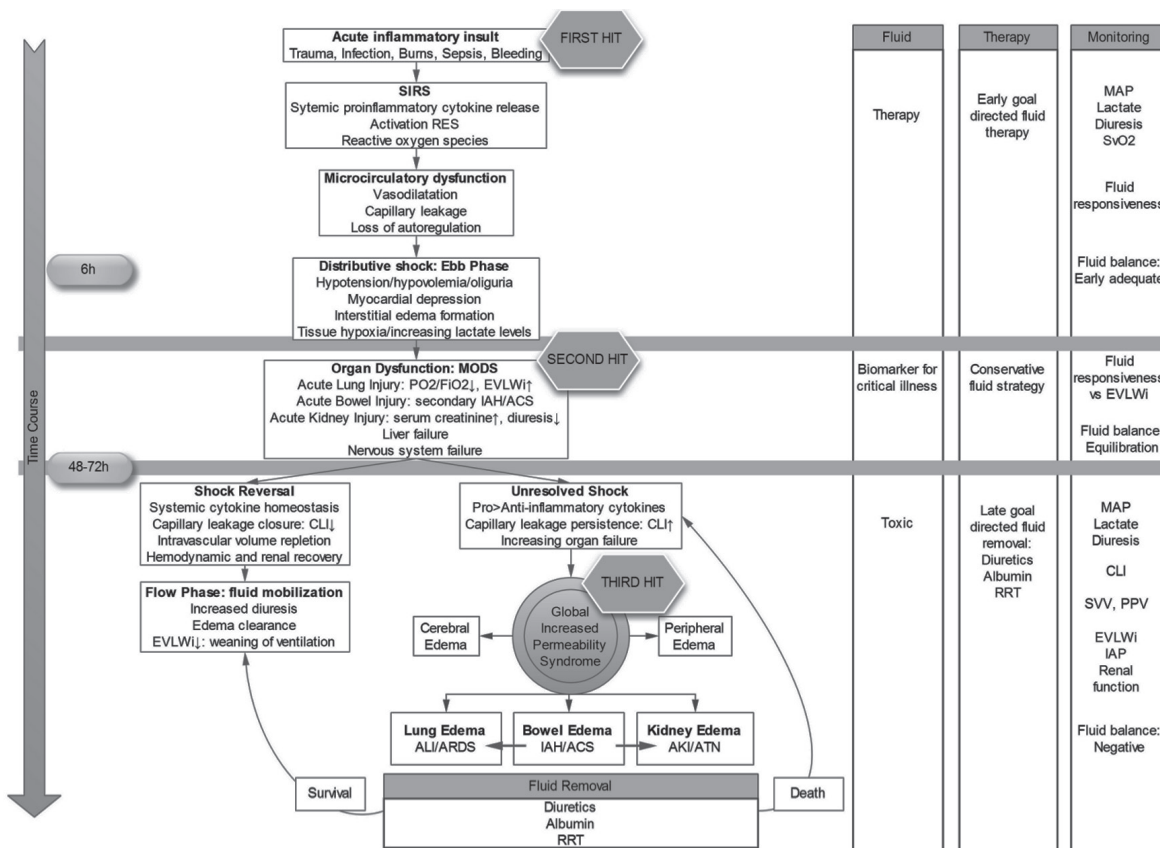 Acute inflammatory insult
Trauma, Infection, Burns, Sepsis, Bleeding
FIRST HIT
SIRS
Sytemic proinflammatory cytokine release
Activation RES
Reactive oxygen species
Microcirculatory dysfunction
Vasodilatation
Capillary leakage
Loss of autoregulation
6h
Distributive shock: Ebb Phase
Hypotension/hypovolemia/oliguria
Myocardial depression
Interstitial edema formation
Tissue hypoxia/increasing lactate levels
SECOND HIT
Organ Dysfunction: MODS
Acute Lung Injury: PO2/FiO2↓, EVLWi↑
Acute Bowel Injury: secondary IAH/ACS
Acute Kidney Injury: serum creatinine↑, diuresis↓
Liver failure
Nervous system failure
Time Course
48-72h
Shock Reversal
Systemic cytokine homeostasis
Capillary leakage closure: CLI↓
Intravascular volume repletion
Hemodynamic and renal recovery
Flow Phase: fluid mobilization
Increased diuresis
Edema clearance
EVLWi↓: weaning of ventilation
Unresolved Shock
Pro>Anti-inflammatory cytokines
Capillary leakage persistence: CLI↑
Increasing organ failure
THIRD HIT
Global
Increased
Permeability
Syndrome
Cerebral
Edema
Peripheral
Edema
Lung Edema
ALI/ARDS
Bowel Edema
IAH/ACS
Kidney Edema
AKI/ATN
Survival
Death
Fluid Removal
Diuretics
Albumin
RRT
Fluid
Therapy
Biomarker for
critical illness
Toxic
Therapy
Early goal
directed fluid
therapy
Conservative
fluid strategy
Late goal
directed fluid
removal:
Diuretics
Albumin
RRT
Monitoring
MAP
Lactate
Diuresis
SvO2
Fluid
responsiveness
Fluid balance:
Early adequate
Fluid
responsiveness
vs EVLWi
Fluid balance:
Equilibration
MAP
Lactate
Diuresis
CLI
SVV, PPV
EVLWi
IAP
Renal
function
Fluid balance:
Negative